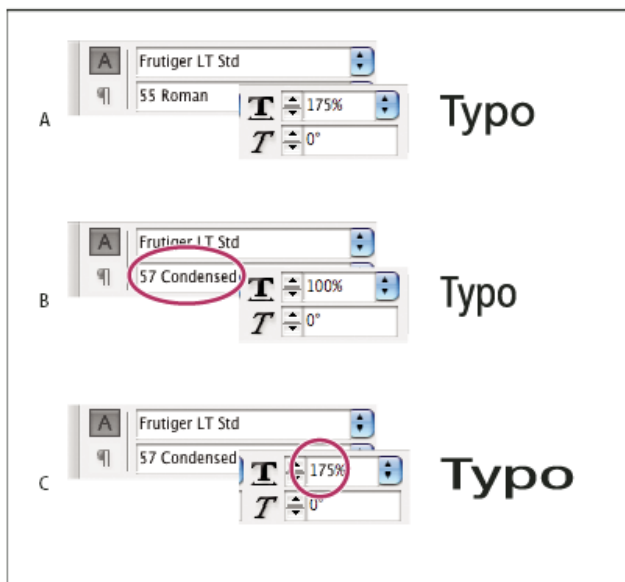 A
Frutiger LT Std
¶
55 Roman
T
175%
T
0°
Typo
A
A
Frutiger LT Std
¶
57 Condensed
T
100%
T
0°
Typo
B
A
Frutiger LT Std
¶
57 Condensed
T
175%
T
0°
Typo
C